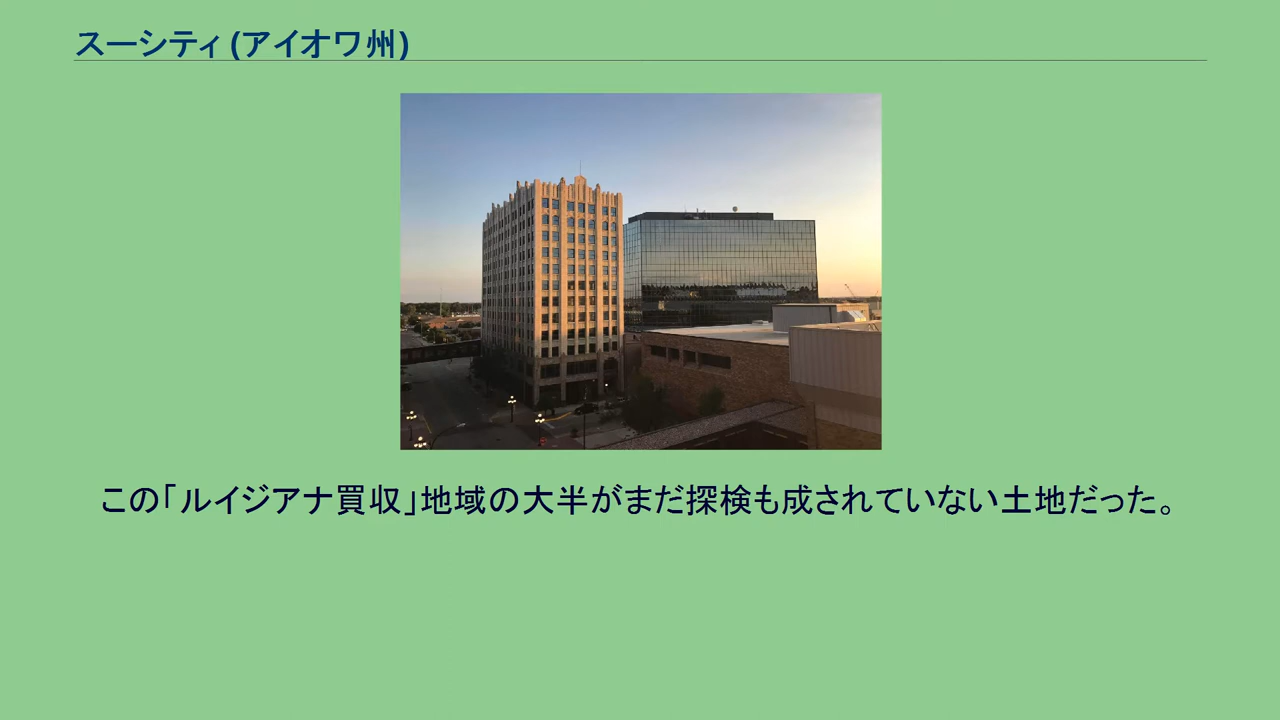 スーシティ (アイオワ州)
この「ルイジアナ買収」地域の大半がまだ探検も成されていない土地だった。